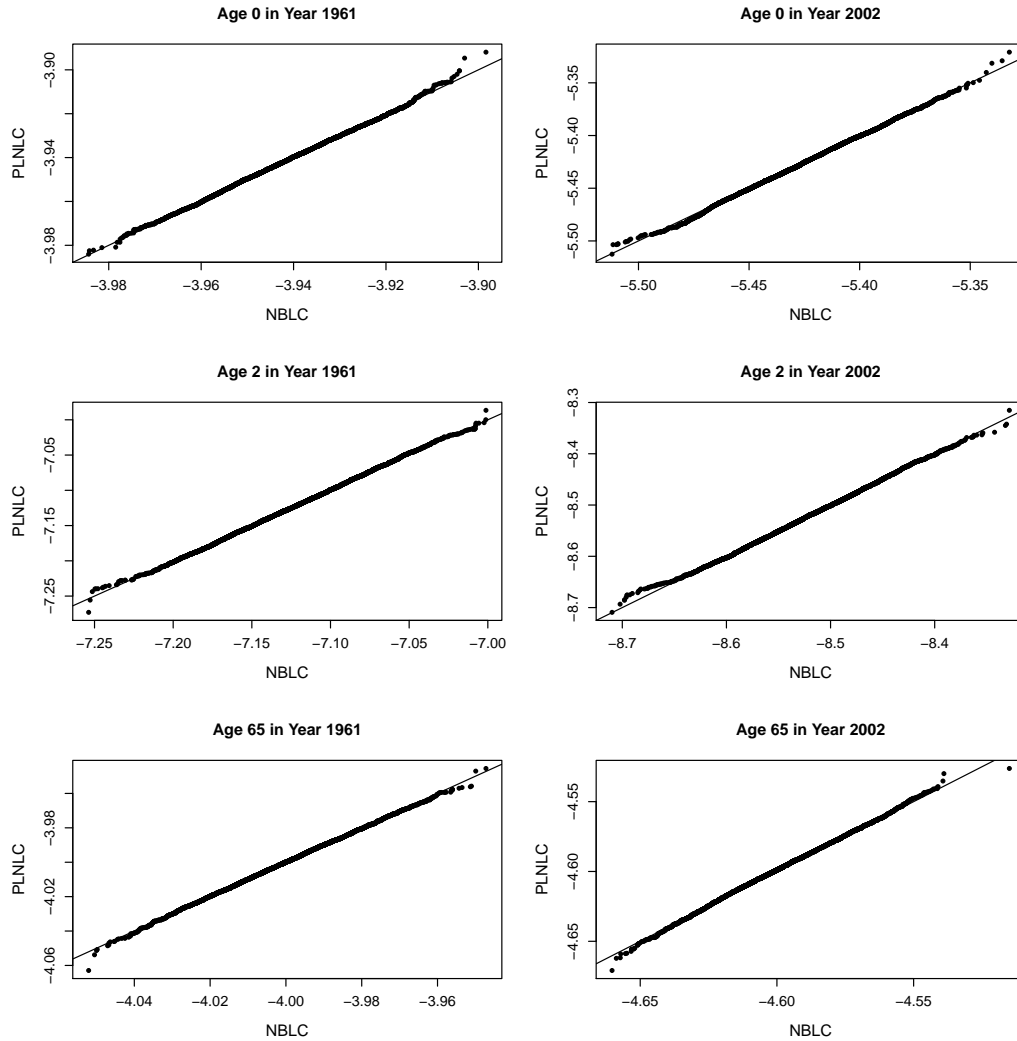 Age 0 in Year 1961
PLNLC
−3.98 −3.94 −3.90
−3.98 −3.96 −3.94 −3.92 −3.90
NBLC
Age 0 in Year 2002
PLNLC
−5.50 −5.45 −5.40 −5.35
−5.50 −5.45 −5.40 −5.35
NBLC
Age 2 in Year 1961
PLNLC
−7.25 −7.15 −7.05
−7.25 −7.20 −7.15 −7.10 −7.05 −7.00
NBLC
Age 2 in Year 2002
PLNLC
−8.7 −8.6 −8.5 −8.4 −8.3
−8.7 −8.6 −8.5 −8.4
NBLC
Age 65 in Year 1961
PLNLC
−4.06 −4.02 −3.98
−4.04 −4.02 −4.00 −3.98 −3.96
NBLC
Age 65 in Year 2002
PLNLC
−4.65 −4.60 −4.55
−4.65 −4.60 −4.55
NBLC